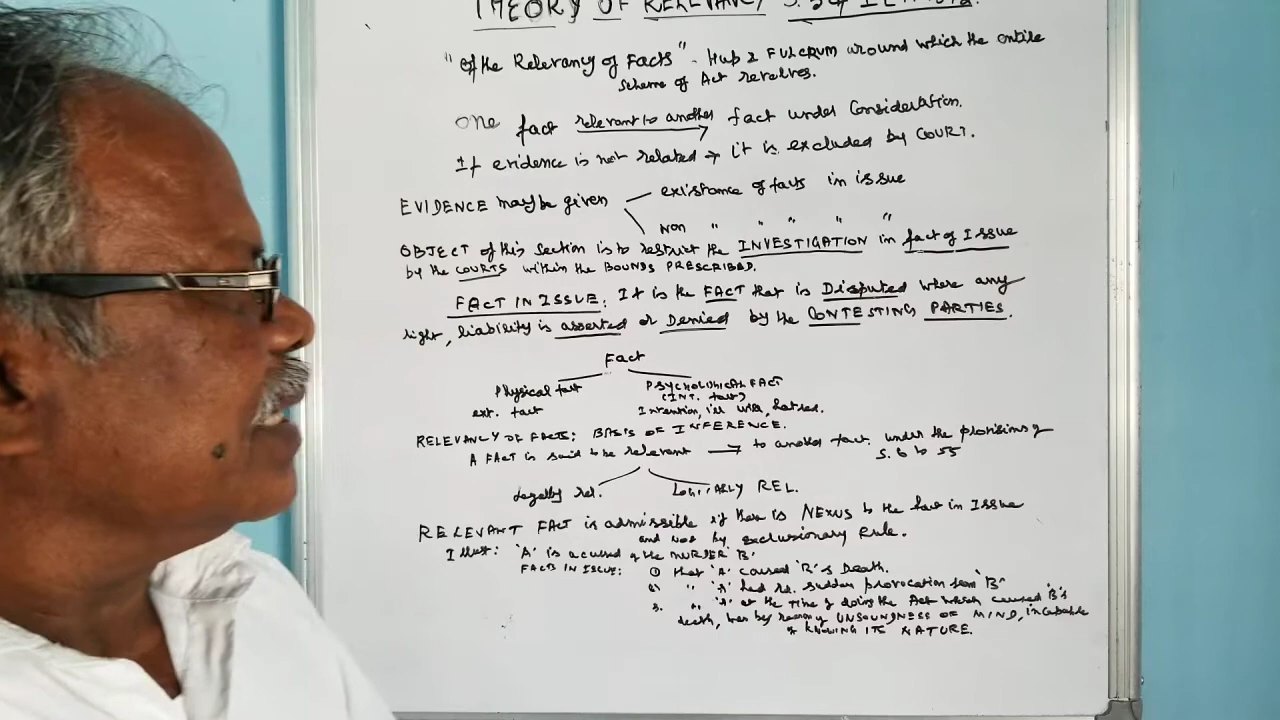 THEORY OF RELEVANCY
"Of the Relevancy of Facts" - Hub & FULCRUM around which the entire
Scheme of Act revolves.
One fact relevant to another fact under Consideration.
If evidence is not related → it is excluded by COURT.
EVIDENCE may be given existance of facts in issue
Non " " " " "
OBJECT of this Section is to restrict the INVESTIGATION in fact of Issue
by the COURTS within the BOUNDS PRESCRIBED.
FACT IN ISSUE: It is the FACT that is Disputed where any
right, liability is asserted or Denied by the CONTESTING PARTIES.
Fact
Physical fact PSYCHOLOGICAL FACT
ext. fact (INT. fact)
Intention, ill will, hatred.
RELEVANCY OF FACTS: BASIS OF INFERENCE.
A FACT is said to be relevant → to another fact under the provisions of
S. 6 to 55
Legally rel. LOGICALLY REL.
RELEVANT FACT is admissible if there is NEXUS to the fact in Issue
and not by exclusionary Rule.
Illust: 'A' is accused of the MURDER 'B'
FACTS IN ISSUE: ① that 'A' caused 'B's Death.
2) " 'A' had sudden provocation from 'B'
3. " 'A' at the time of doing the Act which caused 'B's
death, was by reason of UNSOUNDNESS OF MIND, incapable
of KNOWING ITS NATURE.